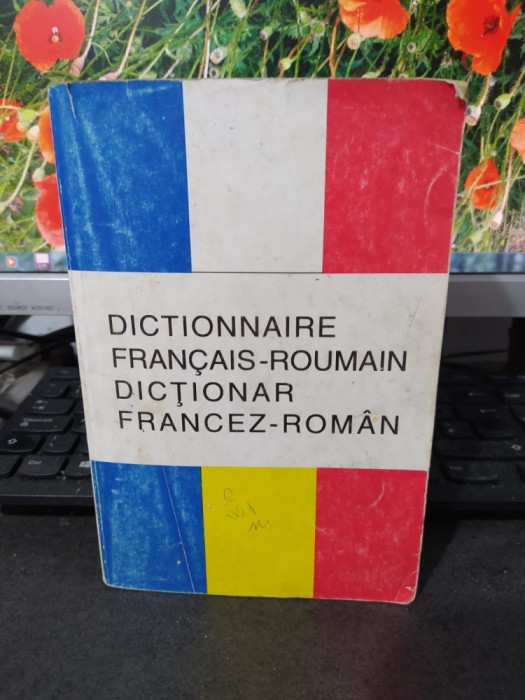 DICTIONNAIRE
FRANÇAIS-ROUMAIN
DICȚIONAR
FRANCEZ-ROMÂN